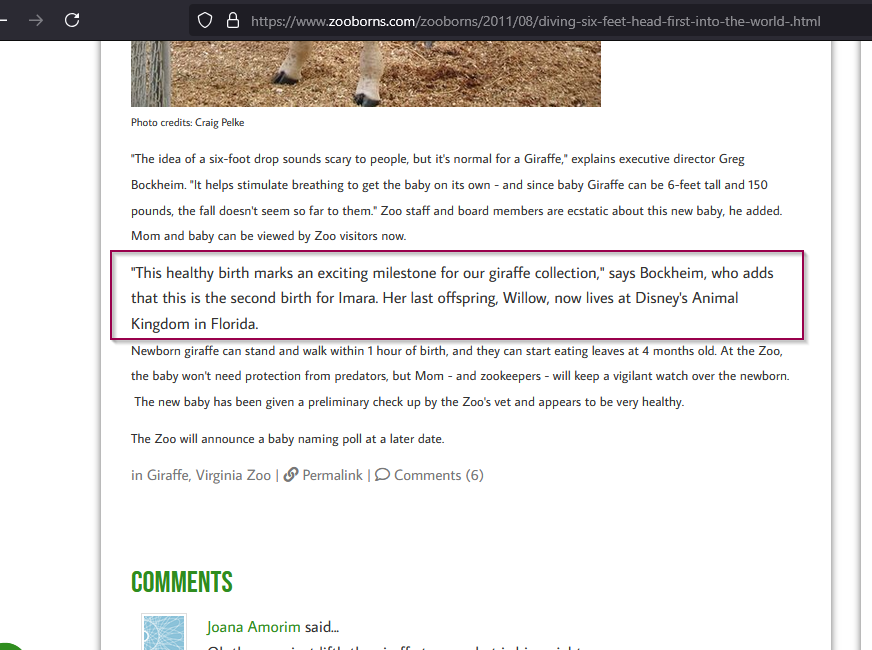 https://www.zooborns.com/zooborns/2011/08/diving-six-feet-head-first-into-the-world-.html
Photo credits: Craig Pelke
"The idea of a six-foot drop sounds scary to people, but it's normal for a Giraffe," explains executive director Greg
Bockheim. "It helps stimulate breathing to get the baby on its own - and since baby Giraffe can be 6-feet tall and 150
pounds, the fall doesn't seem so far to them." Zoo staff and board members are ecstatic about this new baby, he added.
Mom and baby can be viewed by Zoo visitors now.
"This healthy birth marks an exciting milestone for our giraffe collection," says Bockheim, who adds
that this is the second birth for Imara. Her last offspring, Willow, now lives at Disney's Animal
Kingdom in Florida.
Newborn giraffe can stand and walk within 1 hour of birth, and they can start eating leaves at 4 months old. At the Zoo,
the baby won't need protection from predators, but Mom - and zookeepers - will keep a vigilant watch over the newborn.
The new baby has been given a preliminary check up by the Zoo's vet and appears to be very healthy.
The Zoo will announce a baby naming poll at a later date.
in Giraffe, Virginia Zoo | Permalink | Comments (6)
COMMENTS
Joana Amorim said...